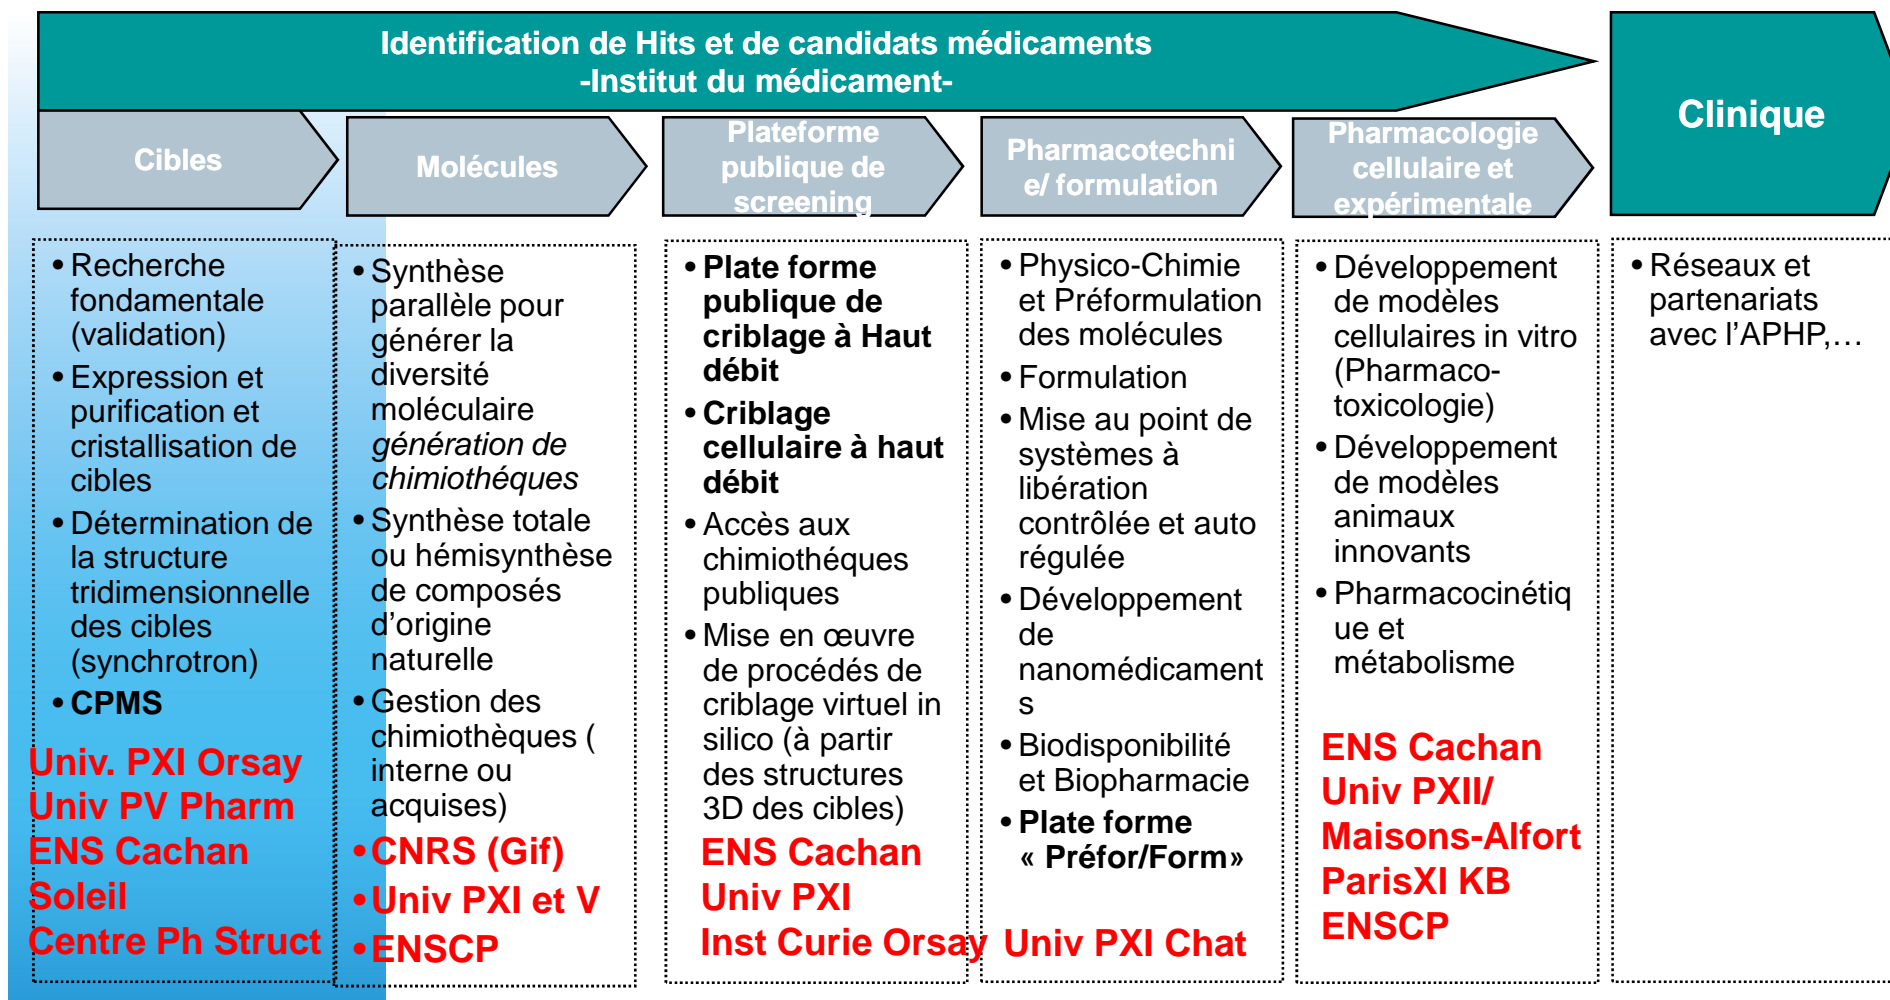 Identification de Hits et de candidats médicaments
-Institut du médicament-
Clinique
Cibles
Molécules
Plateforme
publique de
screening
Pharmacotechni
e/ formulation
Pharmacologie
cellulaire et
expérimentale
• Recherche
fondamentale
(validation)
• Expression et
purification et
cristallisation de
cibles
• Détermination de
la structure
tridimensionnelle
des cibles
(synchrotron)
• CPMS
Univ. PXI Orsay
Univ PV Pharm
ENS Cachan
Soleil
Centre Ph Struct
• Synthèse
parallèle pour
générer la
diversité
moléculaire
génération de
chimiothéques
• Synthèse totale
ou hémisynthèse
de composés
d'origine
naturelle
• Gestion des
chimiothèques (
interne ou
acquises)
• CNRS (Gif)
• Univ PXI et V
• ENSCP
• Plate forme
publique de
criblage à Haut
débit
• Criblage
cellulaire à haut
débit
• Accès aux
chimiothéques
publiques
• Mise en œuvre
de procédés de
criblage virtuel in
silico (à partir
des structures
3D des cibles)
ENS Cachan
Univ PXI
Inst Curie Orsay
• Physico-Chimie
et Préformulation
des molécules
• Formulation
• Mise au point de
systèmes à
libération
contrôlée et auto
régulée
• Développement
de
nanomédicament
s
• Biodisponibilité
et Biopharmacie
• Plate forme
« Préfor/Form»
Univ PXI Chat
• Développement
de modèles
cellulaires in vitro
(Pharmaco-
toxicologie)
• Développement
de modèles
animaux
innovants
• Pharmacocinétiq
ue et
métabolisme
ENS Cachan
Univ PXII/
Maisons-Alfort
ParisXI KB
ENSCP
• Réseaux et
partenariats
avec l'APHP,…